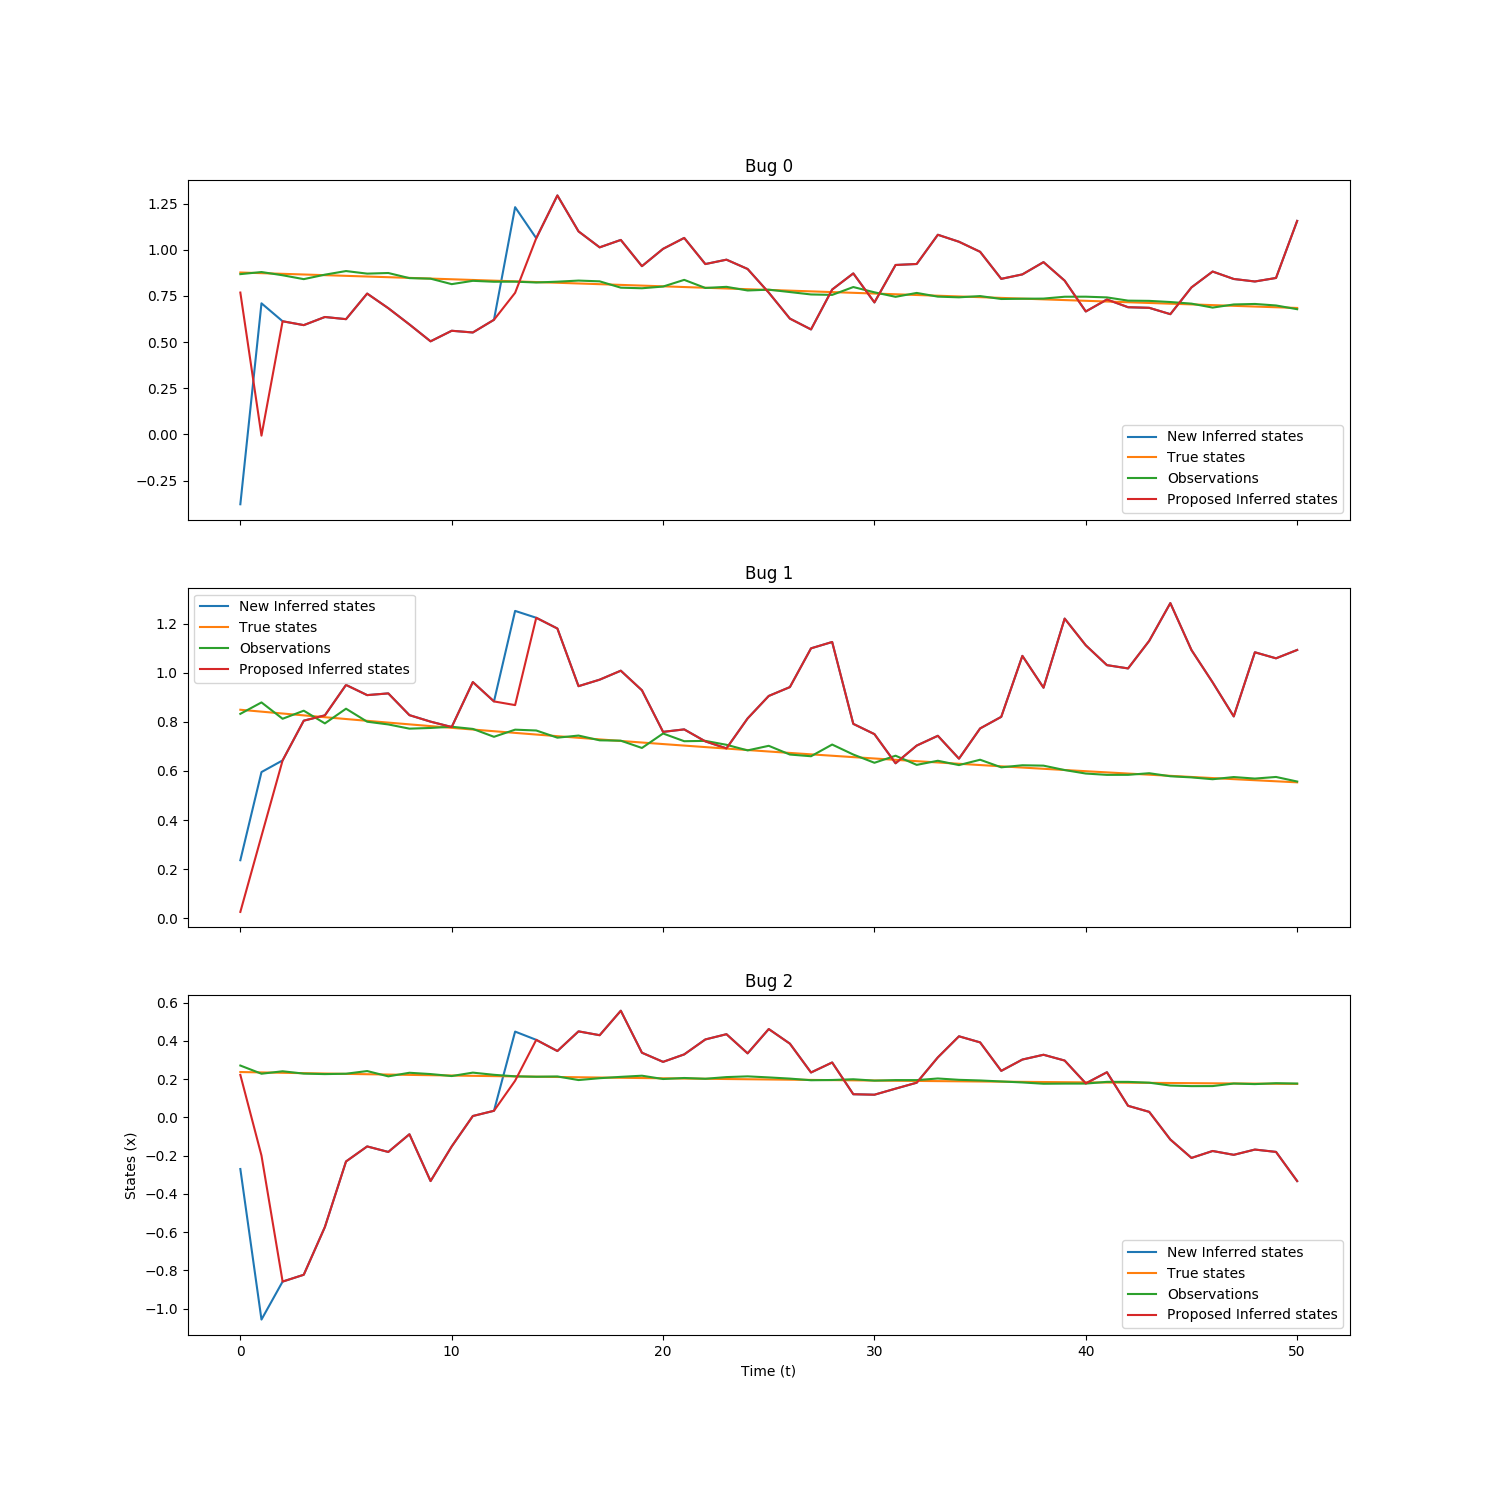 Bug 0
1.25
1.00
0.75
0.50
0.25
0.00
−0.25
New Inferred states
True states
Observations
Proposed Inferred states
Bug 1
1.2
1.0
0.8
0.6
0.4
0.2
0.0
New Inferred states
True states
Observations
Proposed Inferred states
Bug 2
0.6
0.4
0.2
0.0
−0.2
−0.4
−0.6
−0.8
−1.0
States (x)
New Inferred states
True states
Observations
Proposed Inferred states
0 10 20 30 40 50
Time (t)